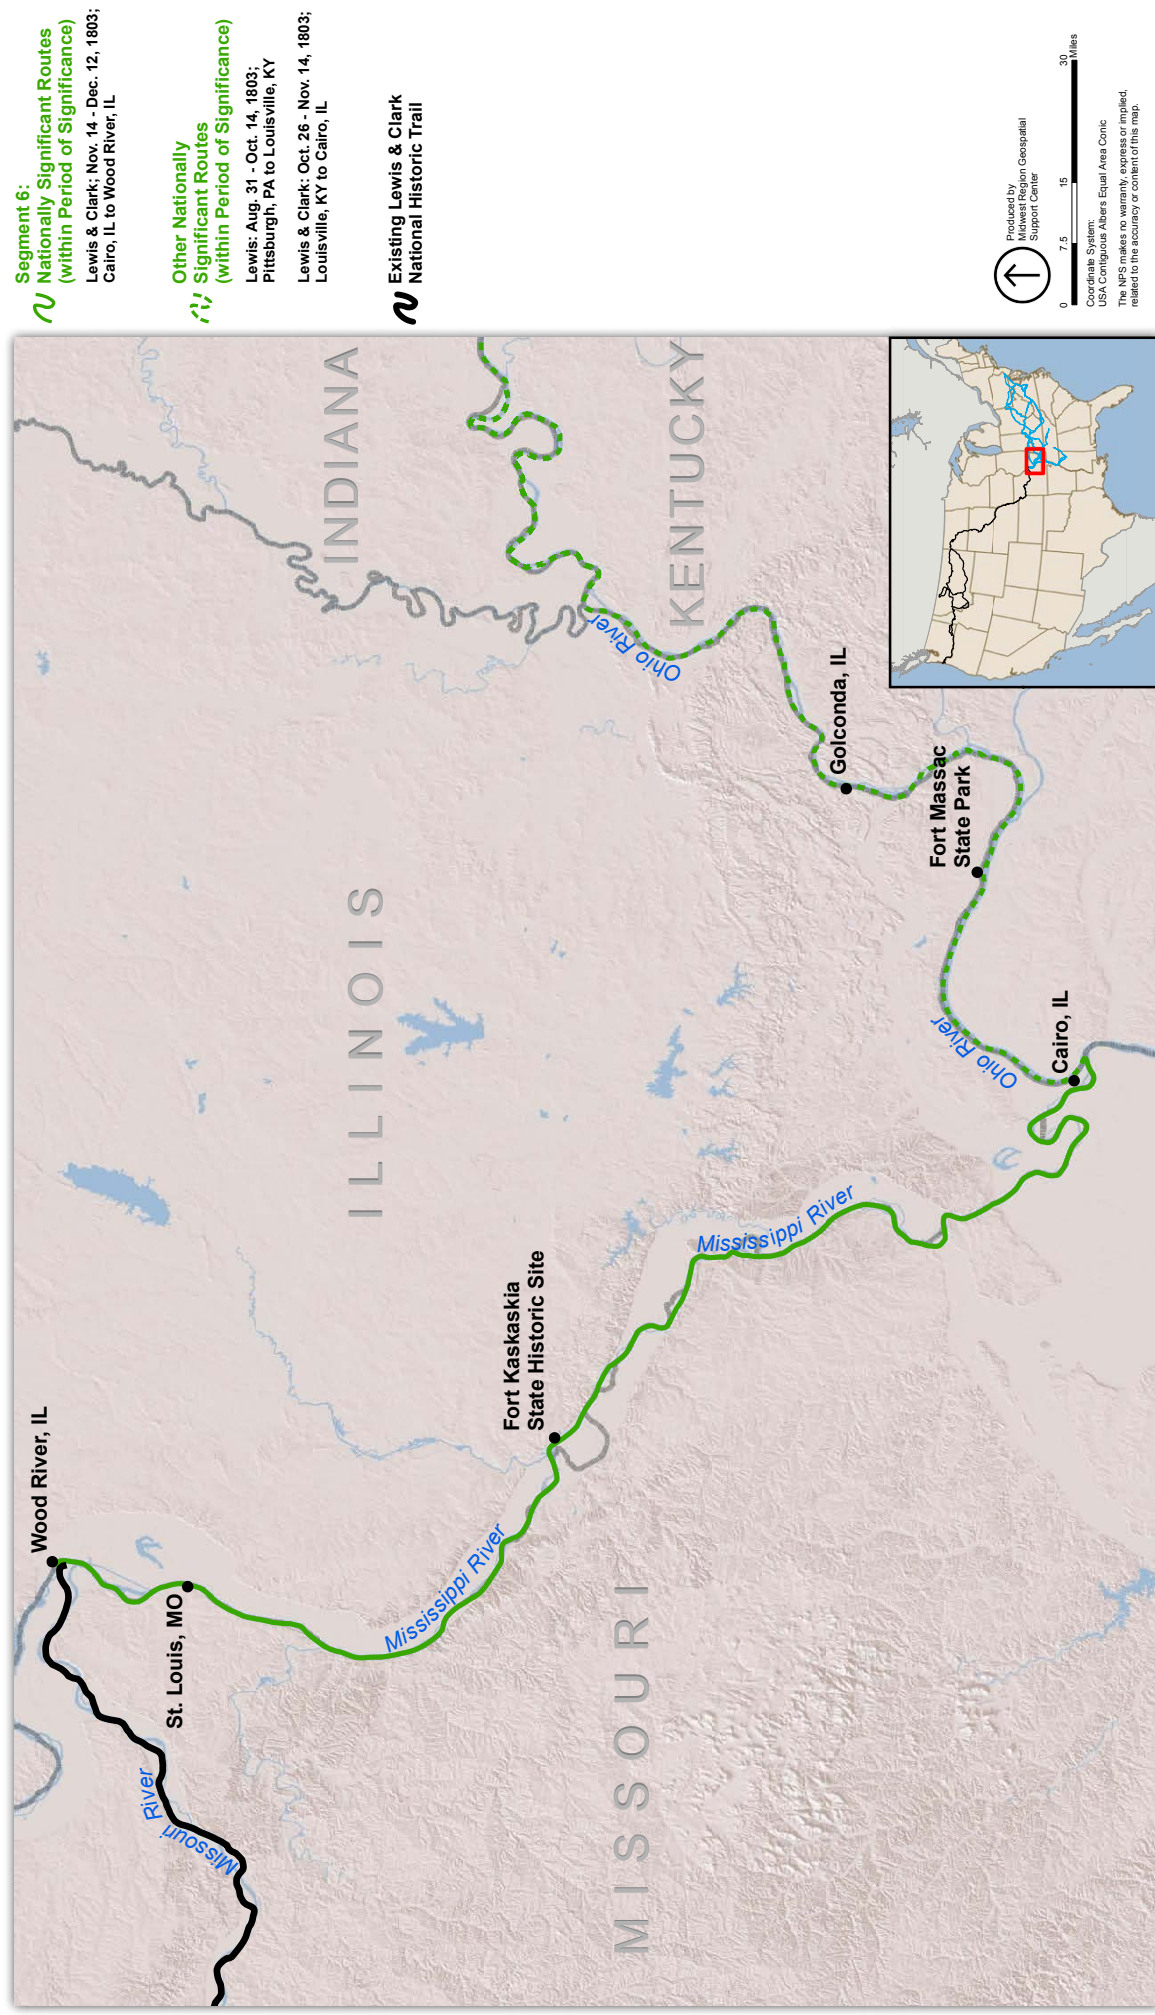 Segment 6:
Nationally Significant Routes
(within Period of Significance)
Lewis & Clark; Nov. 14 - Dec. 12, 1803;
Cairo, IL to Wood River, IL
Other Nationally
Significant Routes
(within Period of Significance)
Lewis: Aug. 31 - Oct. 14, 1803;
Pittsburgh, PA to Louisville, KY
Lewis & Clark: Oct. 26 - Nov. 14, 1803;
Louisville, KY to Cairo, IL
Existing Lewis & Clark
National Historic Trail
Produced by
Midwest Region Geospatial
Support Center
0 7.5 15 30
Miles
Coordinate System:
USA Contiguous Albers Equal Area Conic
The NPS makes no warranty, express or implied,
related to the accuracy or content of this map.
Wood River, IL
St. Louis, MO
Missouri River
Mississippi River
Fort Kaskaskia
State Historic Site
ILLINOIS
INDIANA
MISSOURI
Mississippi River
Ohio River
KENTUCKY
Golconda, IL
Fort Massac
State Park
Ohio River
Cairo, IL